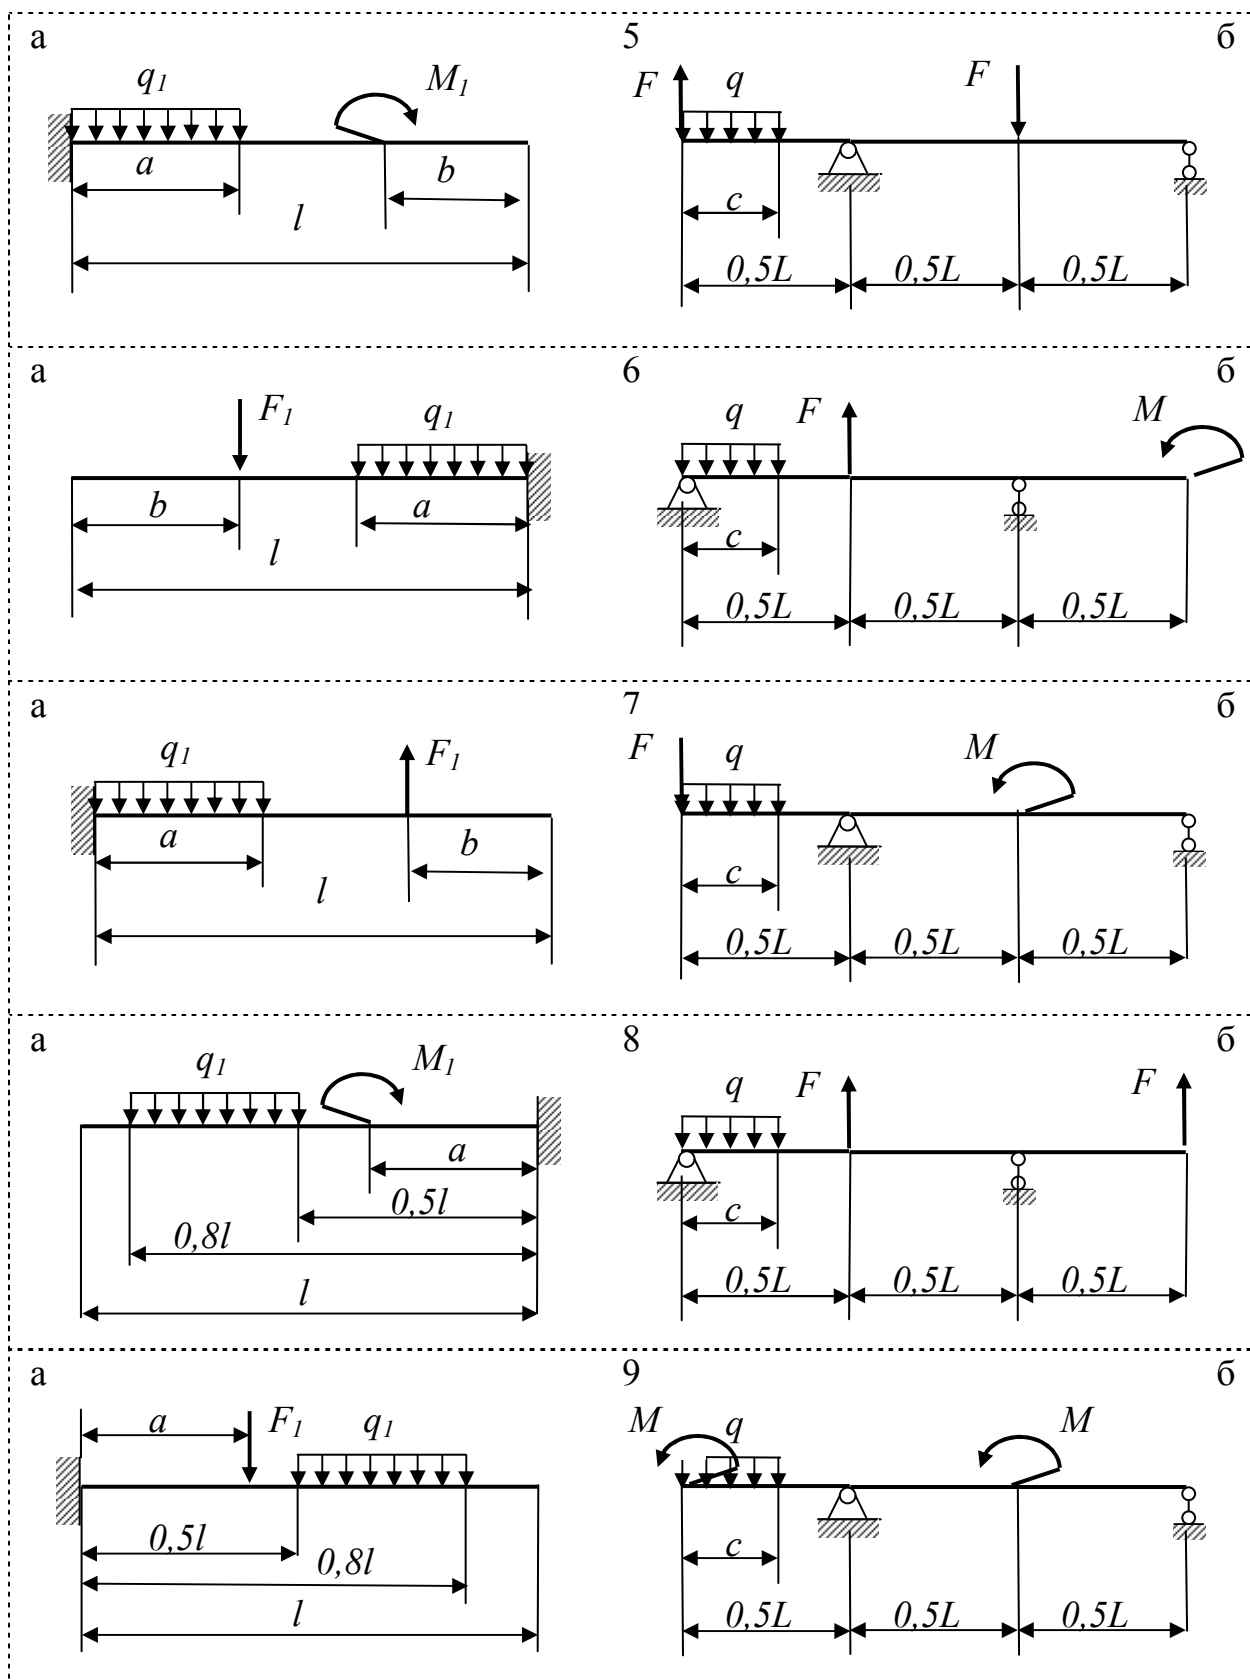 а 5 б
q1 M1 F q F
a b c
l 0,5L 0,5L 0,5L
а 6 б
F1 q1 q F M
b a c
l 0,5L 0,5L 0,5L
а 7 б
q1 F1 F q M
a b c
l 0,5L 0,5L 0,5L
а 8 б
q1 M1 q F F
a
0,5l c
0,8l
l 0,5L 0,5L 0,5L
а 9 б
a F1 q1 M q M
0,5l c
0,8l
l 0,5L 0,5L 0,5L